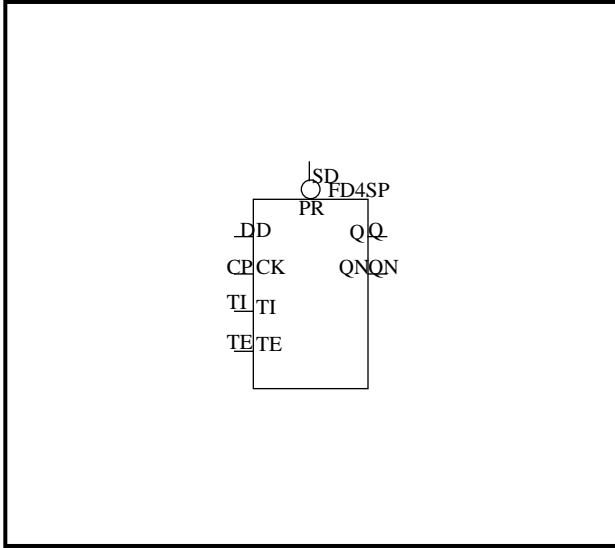 SD
FD4SP
PR
D D Q Q
CP CK QN QN
TI TI
TE TE